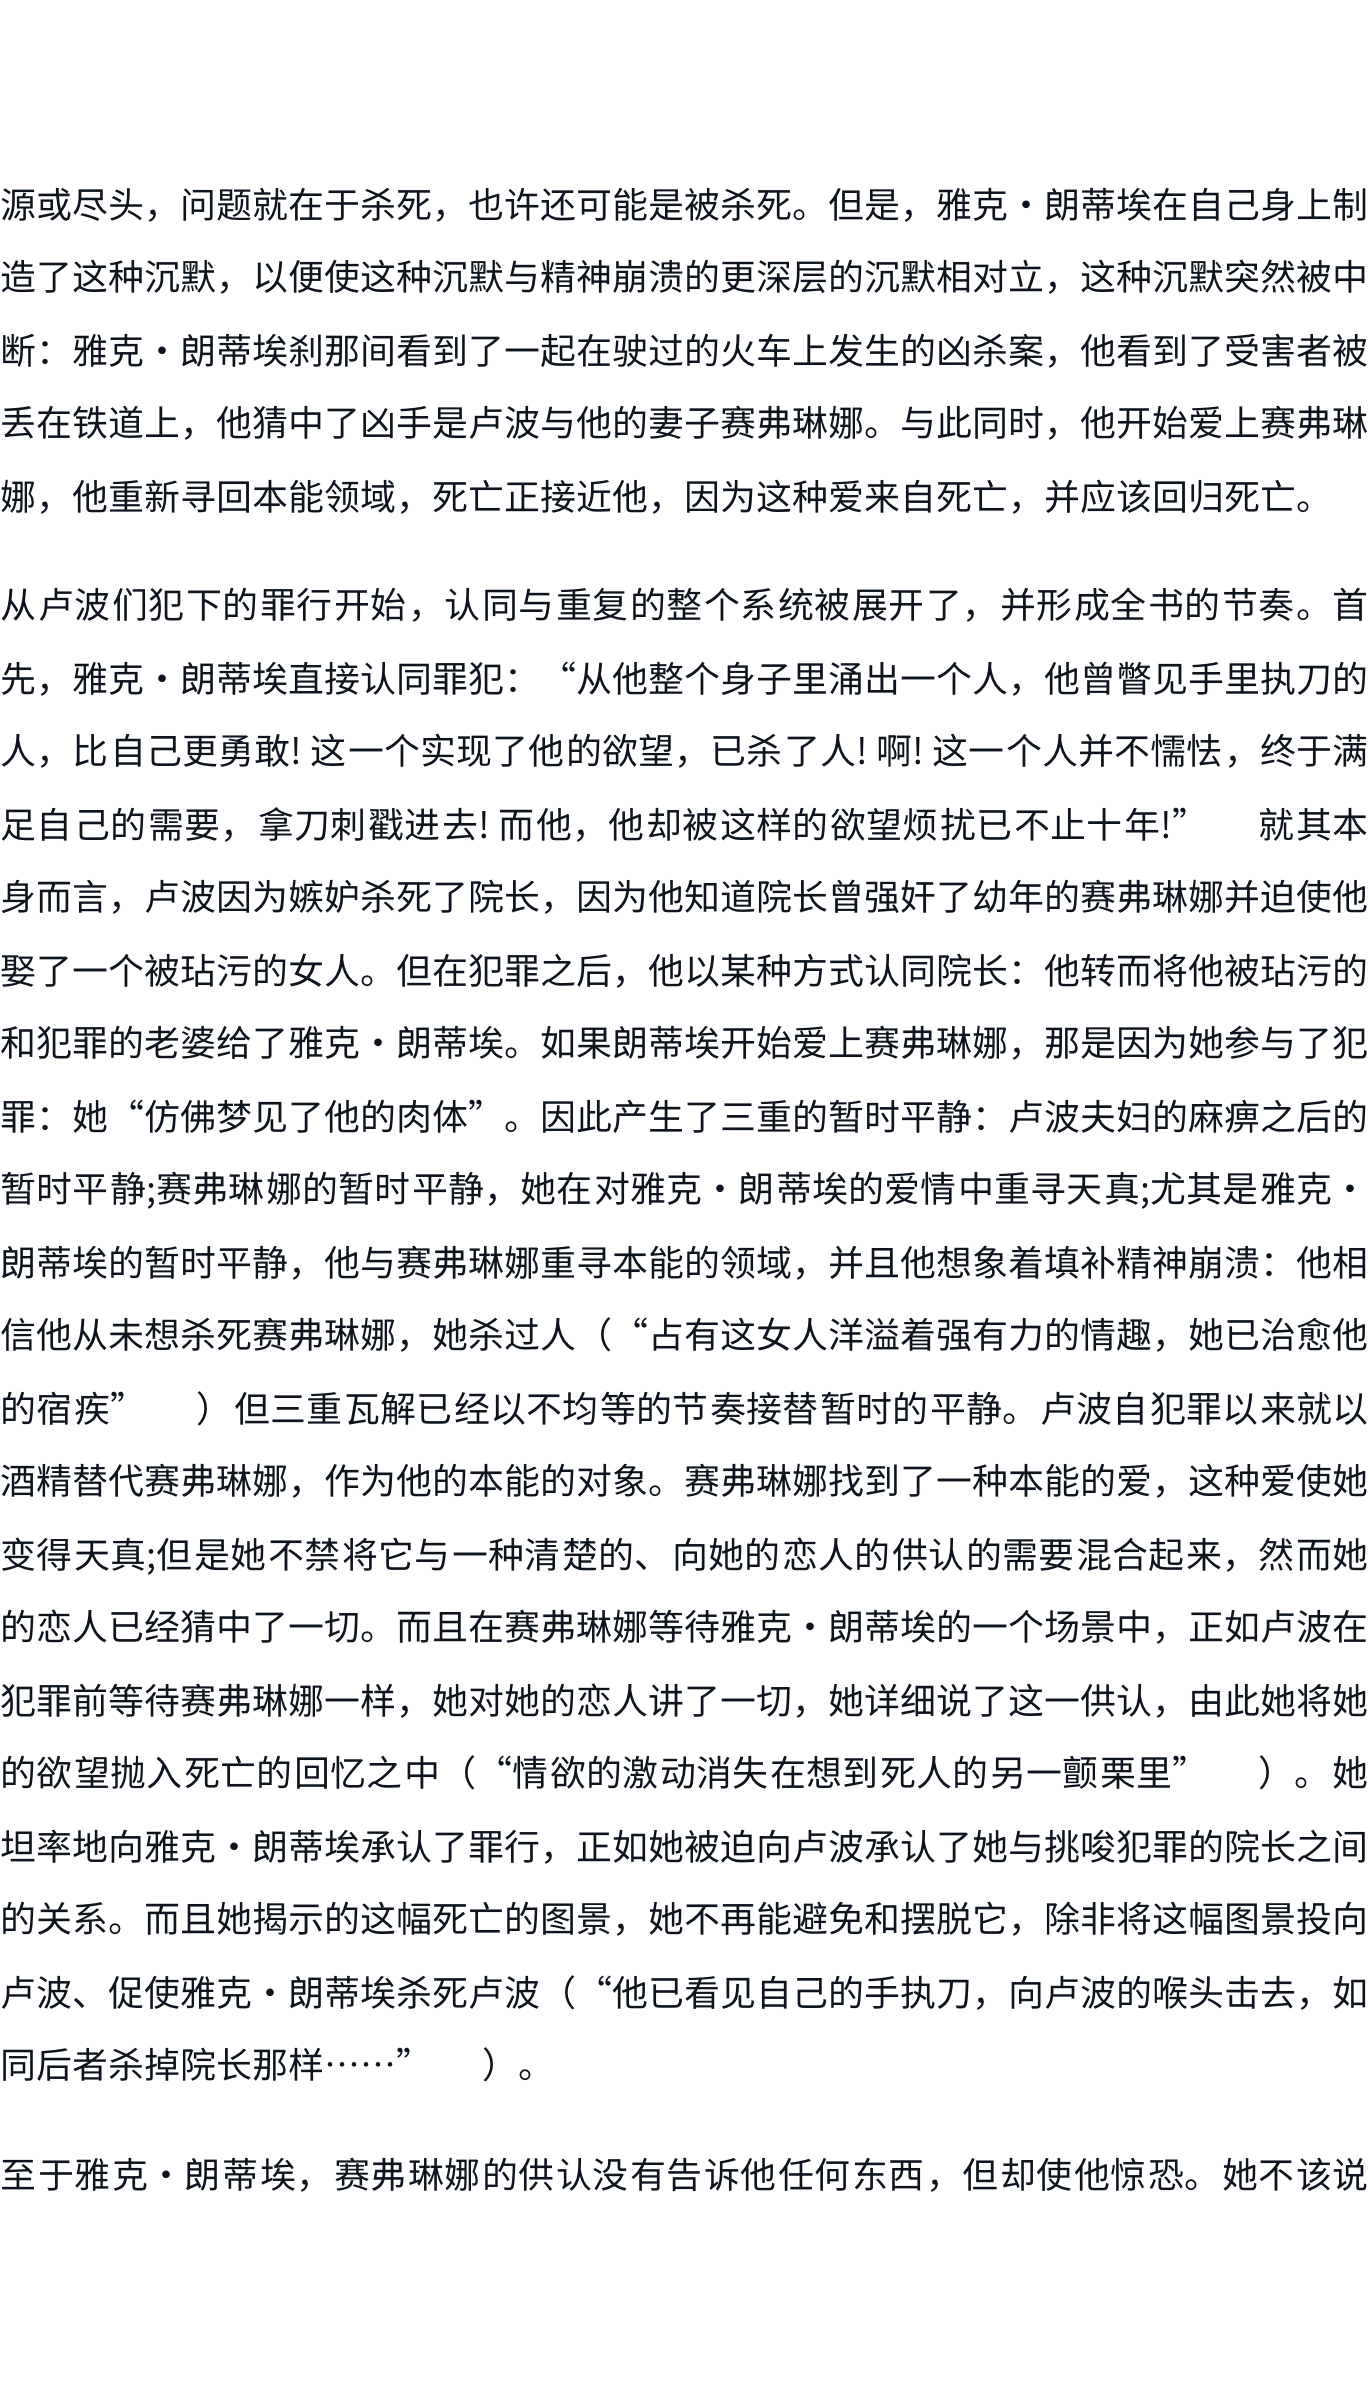 源或尽头，问题就在于杀死，也许还可能是被杀死。但是，雅克・朗蒂埃在自己身上制
造了这种沉默，以便使这种沉默与精神崩溃的更深层的沉默相对立，这种沉默突然被中
断：雅克・朗蒂埃刹那间看到了一起在驶过的火车上发生的凶杀案，他看到了受害者被
丢在铁道上，他猜中了凶手是卢波与他的妻子赛弗琳娜。与此同时，他开始爱上赛弗琳
娜，他重新寻回本能领域，死亡正接近他，因为这种爱来自死亡，并应该回归死亡。
从卢波们犯下的罪行开始，认同与重复的整个系统被展开了，并形成全书的节奏。首
先，雅克・朗蒂埃直接认同罪犯：“从他整个身子里涌出一个人，他曾瞥见手里执刀的
人，比自己更勇敢! 这一个实现了他的欲望，已杀了人! 啊! 这一个人并不懦怯，终于满
足自己的需要，拿刀刺戳进去! 而他，他却被这样的欲望烦扰已不止十年!”　　就其本
身而言，卢波因为嫉妒杀死了院长，因为他知道院长曾强奸了幼年的赛弗琳娜并迫使他
娶了一个被玷污的女人。但在犯罪之后，他以某种方式认同院长：他转而将他被玷污的
和犯罪的老婆给了雅克・朗蒂埃。如果朗蒂埃开始爱上赛弗琳娜，那是因为她参与了犯
罪：她“仿佛梦见了他的肉体”。因此产生了三重的暂时平静：卢波夫妇的麻痹之后的
暂时平静;赛弗琳娜的暂时平静，她在对雅克・朗蒂埃的爱情中重寻天真;尤其是雅克・
朗蒂埃的暂时平静，他与赛弗琳娜重寻本能的领域，并且他想象着填补精神崩溃：他相
信他从未想杀死赛弗琳娜，她杀过人（“占有这女人洋溢着强有力的情趣，她已治愈他
的宿疾”　　）但三重瓦解已经以不均等的节奏接替暂时的平静。卢波自犯罪以来就以
酒精替代赛弗琳娜，作为他的本能的对象。赛弗琳娜找到了一种本能的爱，这种爱使她
变得天真;但是她不禁将它与一种清楚的、向她的恋人的供认的需要混合起来，然而她
的恋人已经猜中了一切。而且在赛弗琳娜等待雅克・朗蒂埃的一个场景中，正如卢波在
犯罪前等待赛弗琳娜一样，她对她的恋人讲了一切，她详细说了这一供认，由此她将她
的欲望抛入死亡的回忆之中（“情欲的激动消失在想到死人的另一颤栗里”　　）。她
坦率地向雅克・朗蒂埃承认了罪行，正如她被迫向卢波承认了她与挑唆犯罪的院长之间
的关系。而且她揭示的这幅死亡的图景，她不再能避免和摆脱它，除非将这幅图景投向
卢波、促使雅克・朗蒂埃杀死卢波（“他已看见自己的手执刀，向卢波的喉头击去，如
同后者杀掉院长那样……”　　）。
至于雅克・朗蒂埃，赛弗琳娜的供认没有告诉他任何东西，但却使他惊恐。她不该说